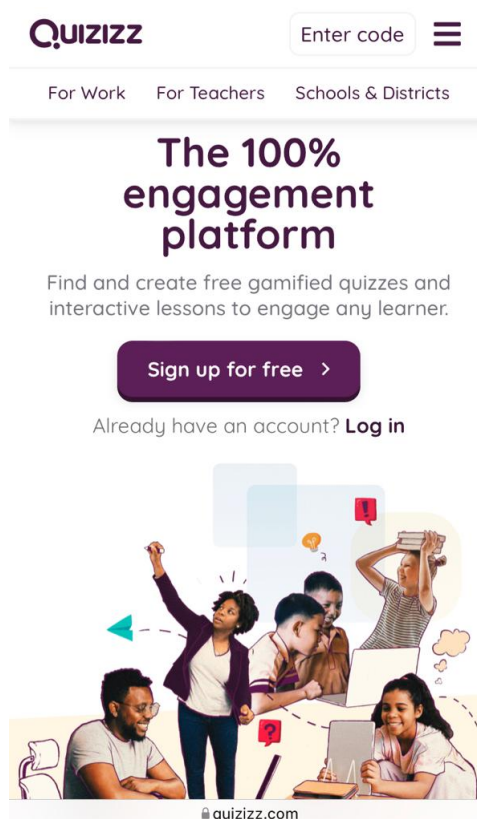 Quizizz
Enter code
For Work For Teachers Schools & Districts
The 100%
engagement
platform
Find and create free gamified quizzes and
interactive lessons to engage any learner.
Sign up for free
Already have an account? Log in
!
?
quizizz.com